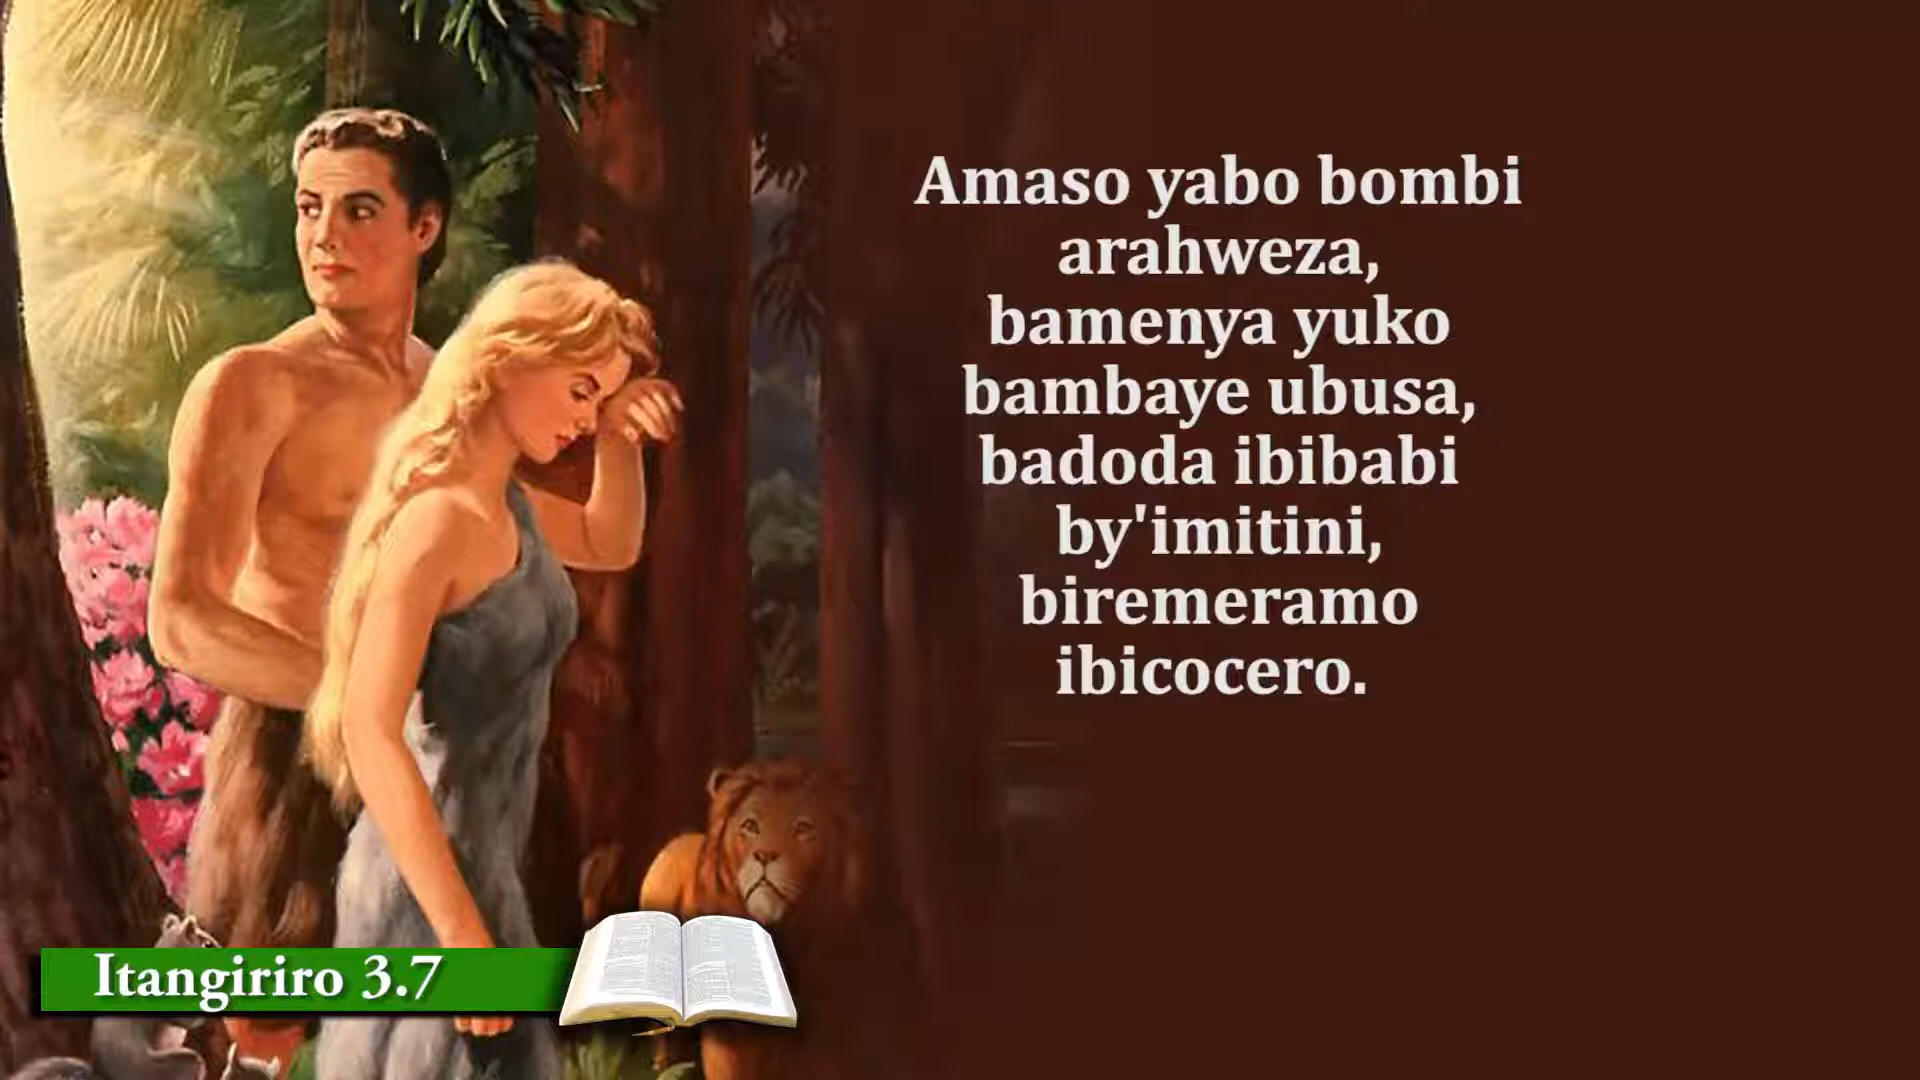 Amaso yabo bombi
arahweza,
bamenya yuko
bambaye ubusa,
badoda ibibabi
by'imitini,
biremeramo
ibicocero.
Itangiriro 3.7